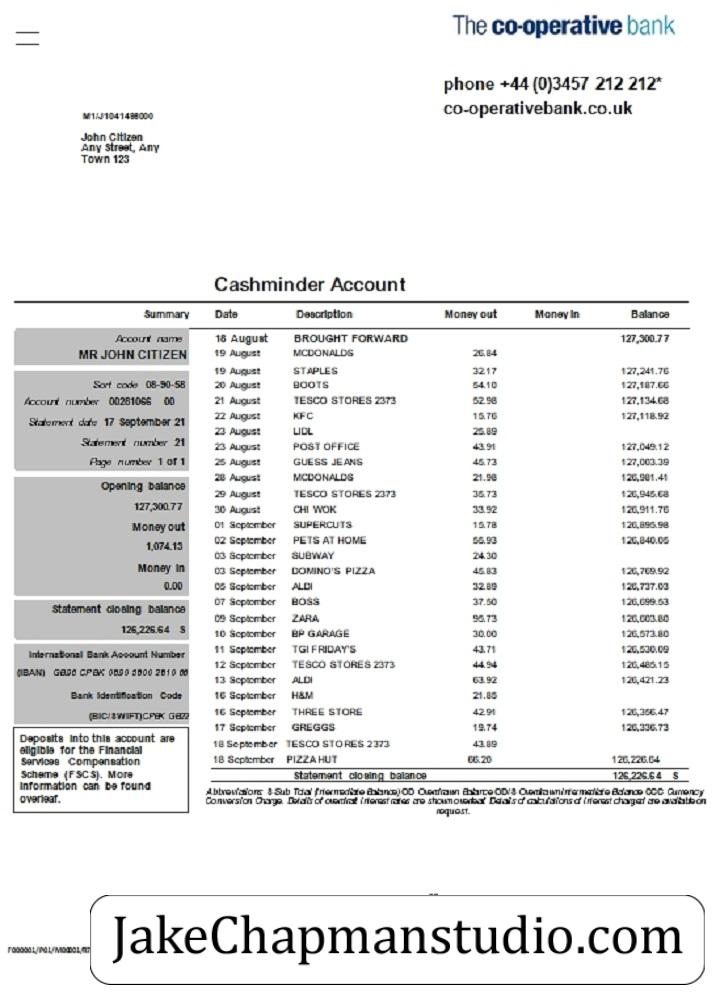 The co-operative bank
phone +44 (0)3457 212 212*
co-operativebank.co.uk
M1/J1041488000
John Citizen
Any Street, Any
Town 123
Cashminder Account
Summary Date Description Money out Money In Balance
Account name
MR JOHN CITIZEN
Sort code 08-90-58
Account number 00261066 00
Statement date 17 September 21
Statement number 21
Page number 1 of 1
Opening balance
127,300.77
Money out
1,074.13
Money In
0.00
Statement closing balance
126,226.64 S
International Bank Account Number
(IBAN)
Bank Identification Code
(BIC/SWIFT)CPBK GB22
Deposits into this account are
eligible for the Financial
Services Compensation
Scheme (FSCS). More
information can be found
overleaf.
18 August BROUGHT FORWARD 127,300.77
19 August MCDONALDS 26.84
19 August STAPLES 32.17 127,241.76
20 August BOOTS 54.10 127,187.66
21 August TESCO STORES 2373 52.98 127,134.68
22 August KFC 15.76 127,118.92
23 August LIDL 25.89
23 August POST OFFICE 43.91 127,049.12
25 August GUESS JEANS 45.73 127,003.39
28 August MCDONALDS 21.98 126,981.41
29 August TESCO STORES 2373 35.73 126,945.68
30 August CHI WOK 33.92 126,911.76
01 September SUPERCUTS 15.78 126,895.98
02 September PETS AT HOME 55.93 126,840.05
03 September SUBWAY 24.30
03 September DOMINO'S PIZZA 45.83 126,769.92
05 September ALDI 32.89 126,737.03
07 September BOSS 37.50 126,699.53
09 September ZARA 95.73 126,603.80
10 September BP GARAGE 30.00 126,573.80
11 September TGI FRIDAY'S 43.71 126,530.09
12 September TESCO STORES 2373 44.94 126,485.15
13 September ALDI 63.92 126,421.23
16 September H&M 21.85
16 September THREE STORE 42.91 126,356.47
17 September GREGGS 19.74 126,336.73
18 September TESCO STORES 2373 43.89
18 September PIZZA HUT 66.20 126,226.64
Statement closing balance 126,226.64 S
Abbreviations: S Sub Total (Intermediate Balance) OD Overdrawn Balance OD/S Overdrawn Intermediate Balance CCC Currency
Conversion Charge. Details of overdraft interest rates are shown overleaf. Details of calculations of interest charged are available on
request.
JakeChapmanstudio.com